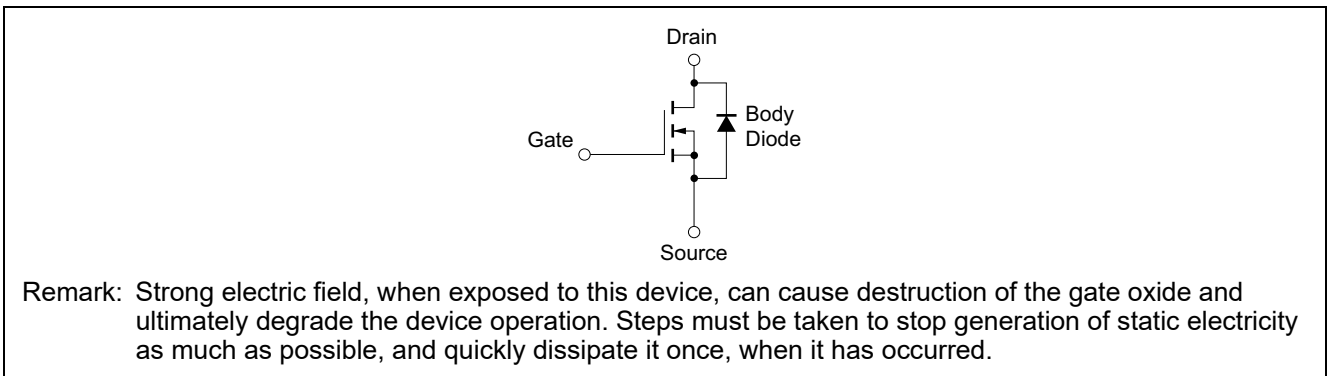 Drain
Body
Diode
Gate
Source
Remark: Strong electric field, when exposed to this device, can cause destruction of the gate oxide and
ultimately degrade the device operation. Steps must be taken to stop generation of static electricity
as much as possible, and quickly dissipate it once, when it has occurred.